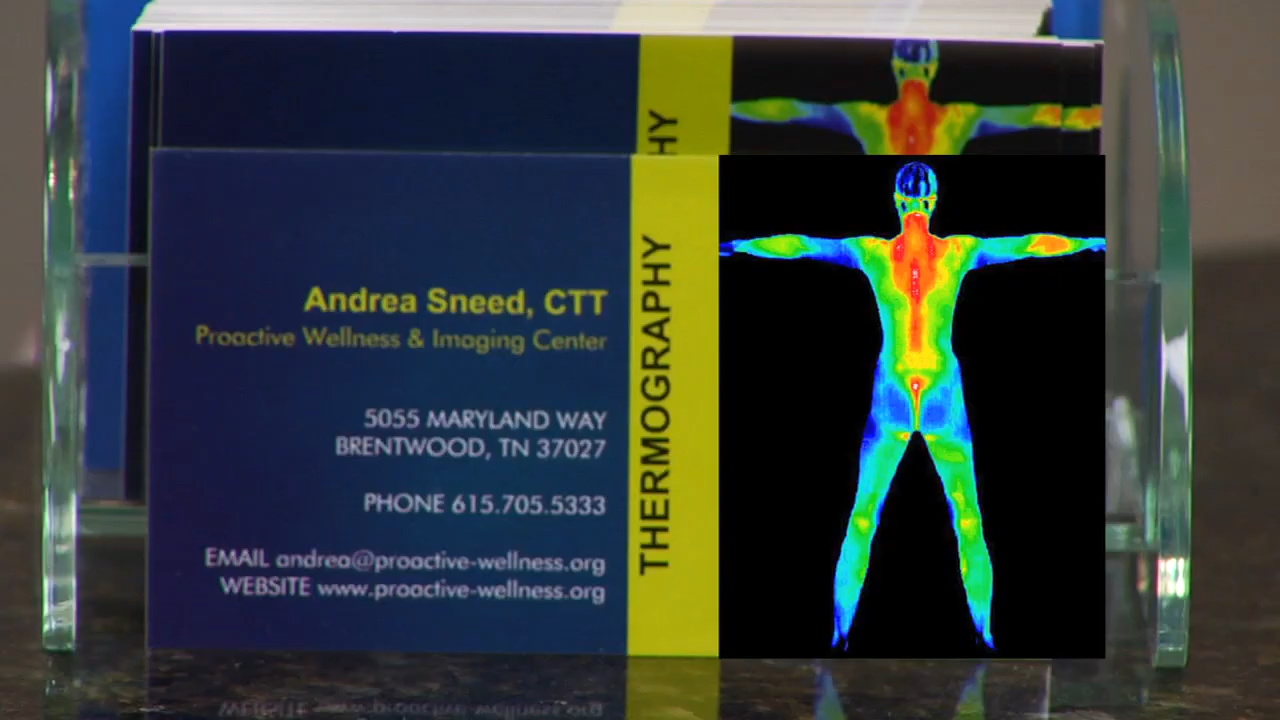 HY
Andrea Sneed, CTT
Proactive Wellness & Imaging Center
5055 MARYLAND WAY
BRENTWOOD, TN 37027
PHONE 615.705.5333
EMAIL andrea@proactive-wellness.org
WEBSITE www.proactive-wellness.org
THERMOGRAPHY